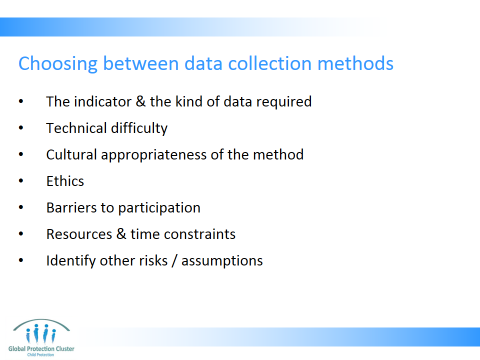 Choosing between data collection methods
• The indicator & the kind of data required
• Technical difficulty
• Cultural appropriateness of the method
• Ethics
• Barriers to participation
• Resources & time constraints
• Identify other risks / assumptions
Global Protection Cluster
Child Protection